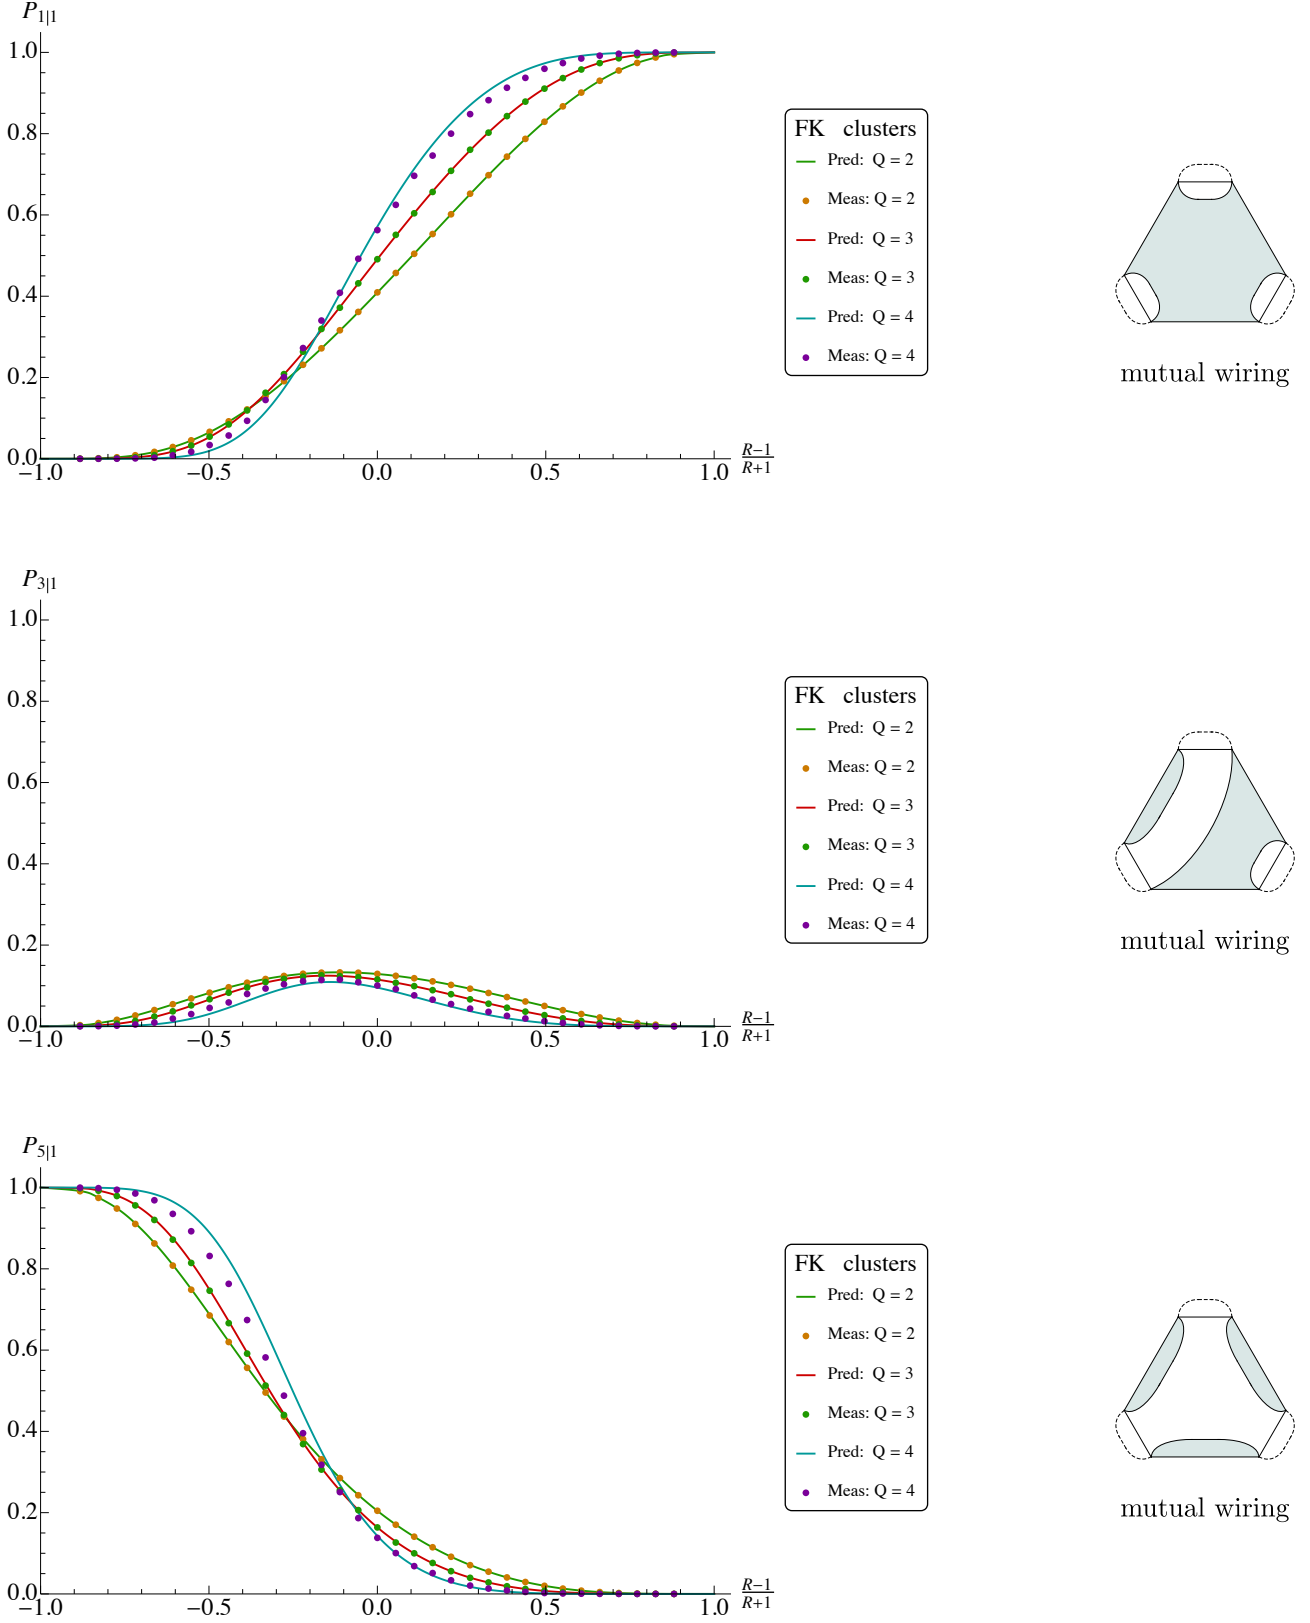 P1|1
1.0
0.8
0.6
0.4
0.2
0.0
−1.0 −0.5 0.0 0.5 1.0
R−1
R+1
FK clusters
Pred: Q = 2
Meas: Q = 2
Pred: Q = 3
Meas: Q = 3
Pred: Q = 4
Meas: Q = 4
mutual wiring
P3|1
1.0
0.8
0.6
0.4
0.2
0.0
−1.0 −0.5 0.0 0.5 1.0
R−1
R+1
FK clusters
Pred: Q = 2
Meas: Q = 2
Pred: Q = 3
Meas: Q = 3
Pred: Q = 4
Meas: Q = 4
mutual wiring
P5|1
1.0
0.8
0.6
0.4
0.2
0.0
−1.0 −0.5 0.0 0.5 1.0
R−1
R+1
FK clusters
Pred: Q = 2
Meas: Q = 2
Pred: Q = 3
Meas: Q = 3
Pred: Q = 4
Meas: Q = 4
mutual wiring